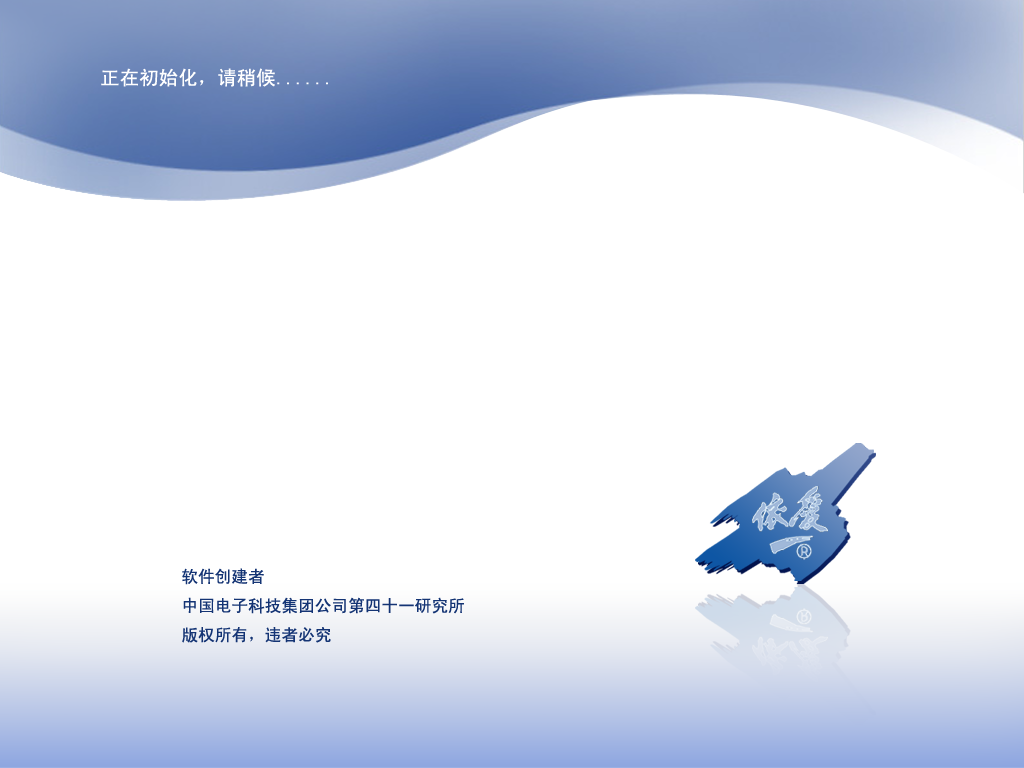 正在初始化，请稍候......
依爱
®
软件创建者
中国电子科技集团公司第四十一研究所
版权所有，违者必究